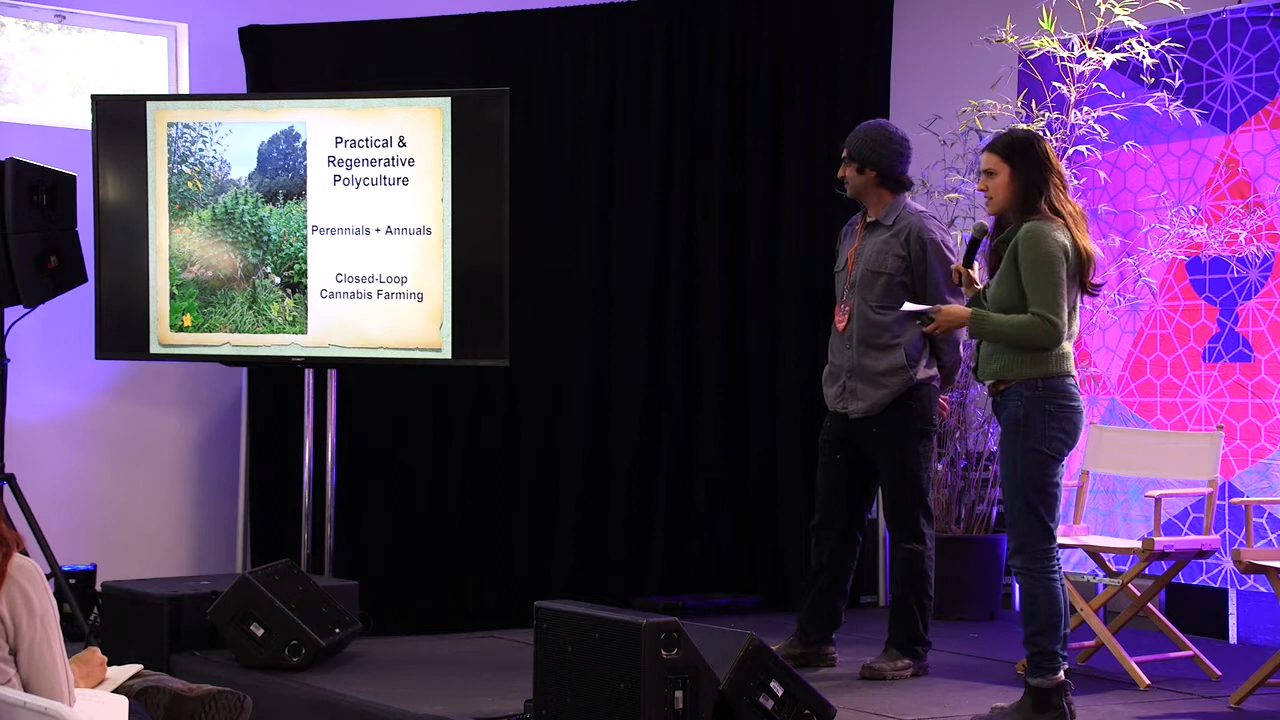 Practical &
Regenerative
Polyculture
Perennials + Annuals
Closed-Loop
Cannabis Farming